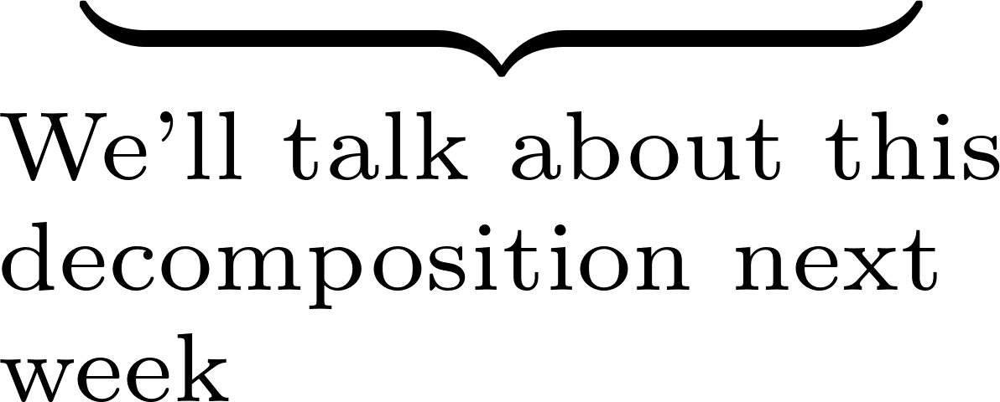 We’ll talk about this
decomposition next
week